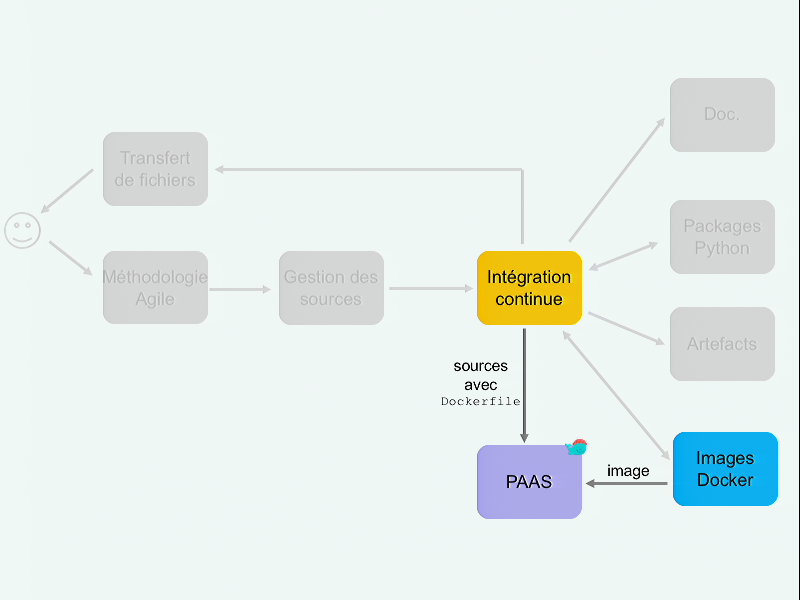 Doc.
Transfert
de fichiers
Packages
Python
Méthodologie
Agile
Gestion des
sources
Intégration
continue
Artefacts
sources
avec
Dockerfile
PAAS
image
Images
Docker